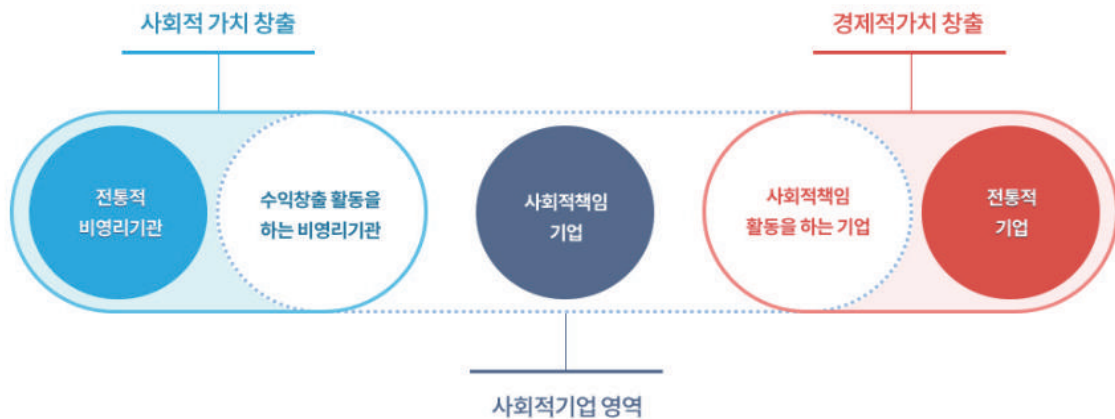 사회적 가치 창출
경제적가치 창출
전통적
비영리기관
수익창출 활동을
하는 비영리기관
사회적책임
기업
사회적책임
활동을 하는 기업
전통적
기업
사회적기업 영역